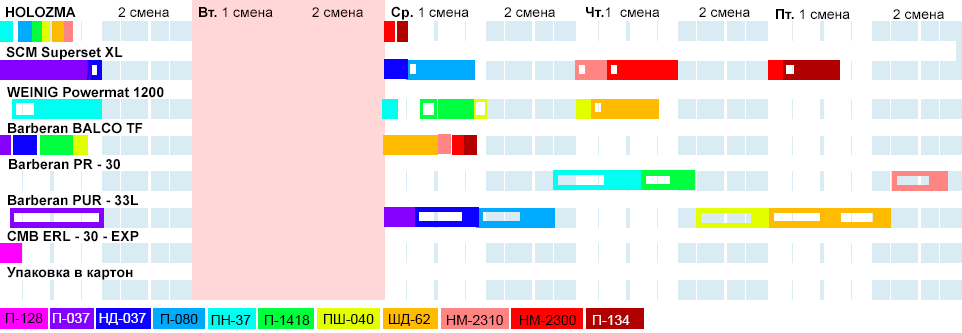 HOLOZMA 2 смена Вт. 1 смена 2 смена Ср. 1 смена 2 смена Чт.1 смена 2 смена Пт. 1 смена 2 смена
SCM Superset XL
WEINIG Powermat 1200
Barberan BALCO TF
Barberan PR - 30
Barberan PUR - 33L
CMB ERL - 30 - EXP
Упаковка в картон
П-128 П-037 НД-037 П-080 ПН-37 П-1418 ПШ-040 ШД-62 НМ-2310 НМ-2300 П-134